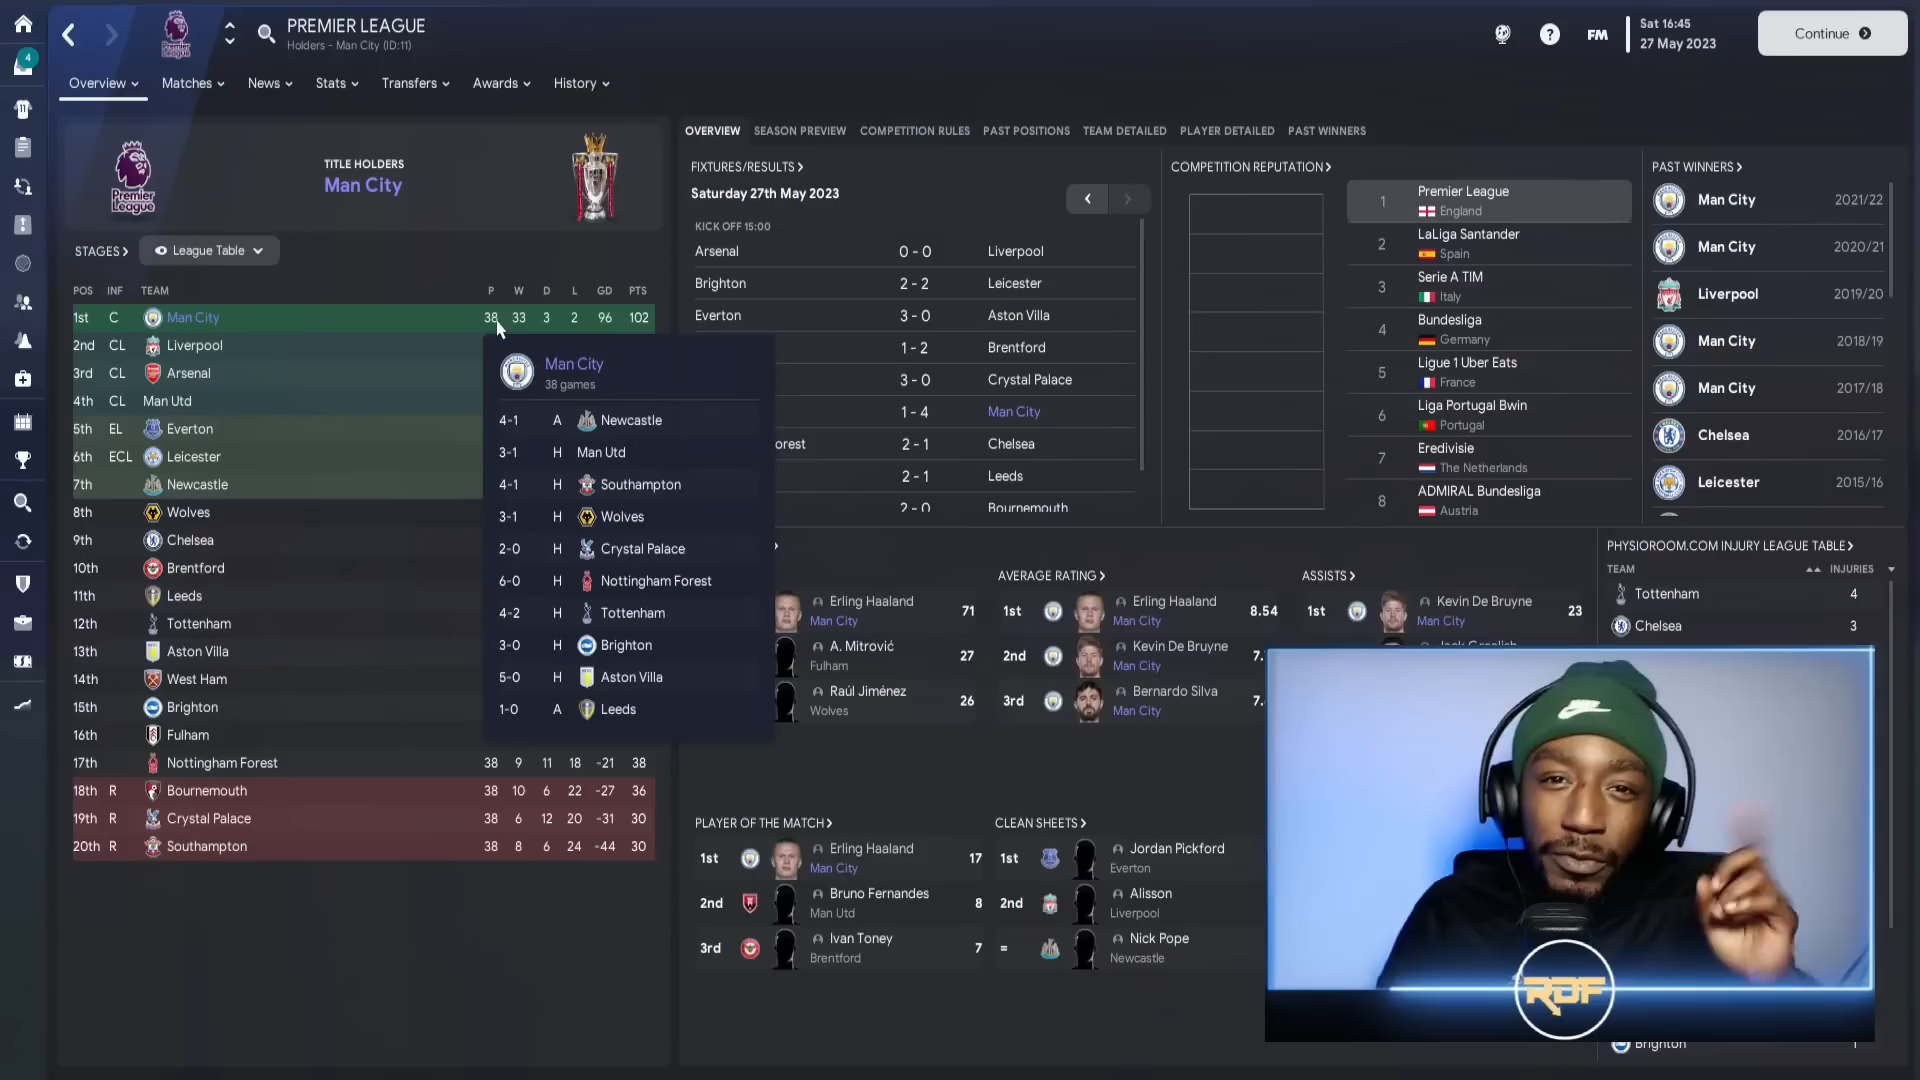 PREMIER LEAGUE
Holders - Man City (ID:11)
FM
Sat 16:45
27 May 2023
Continue
4
11
Overview
Matches
News
Stats
Transfers
Awards
History
Premier League
TITLE HOLDERS
Man City
STAGES
League Table
POS INF TEAM P W D L GD PTS
1st C Man City 38 33 3 2 96 102
2nd CL Liverpool
3rd CL Arsenal
4th CL Man Utd
5th EL Everton
6th ECL Leicester
7th Newcastle
8th Wolves
9th Chelsea
10th Brentford
11th Leeds
12th Tottenham
13th Aston Villa
14th West Ham
15th Brighton
16th Fulham
17th Nottingham Forest 38 9 11 18 -21 38
18th R Bournemouth 38 10 6 22 -27 36
19th R Crystal Palace 38 6 12 20 -31 30
20th R Southampton 38 8 6 24 -44 30
Man City
38 games
4-1 A Newcastle
3-1 H Man Utd
4-1 H Southampton
3-1 H Wolves
2-0 H Crystal Palace
6-0 H Nottingham Forest
4-2 H Tottenham
3-0 H Brighton
5-0 H Aston Villa
1-0 A Leeds
OVERVIEW SEASON PREVIEW COMPETITION RULES PAST POSITIONS TEAM DETAILED PLAYER DETAILED PAST WINNERS
FIXTURES/RESULTS
Saturday 27th May 2023
KICK OFF 15:00
Arsenal 0 - 0 Liverpool
Brighton 2 - 2 Leicester
Everton 3 - 0 Aston Villa
1 - 2 Brentford
3 - 0 Crystal Palace
1 - 4 Man City
orest 2 - 1 Chelsea
2 - 1 Leeds
2 - 0 Bournemouth
COMPETITION REPUTATION
1 Premier League
England
2 LaLiga Santander
Spain
3 Serie A TIM
Italy
4 Bundesliga
Germany
5 Ligue 1 Uber Eats
France
6 Liga Portugal Bwin
Portugal
7 Eredivisie
The Netherlands
8 ADMIRAL Bundesliga
Austria
PAST WINNERS
Man City 2021/22
Man City 2020/21
Liverpool 2019/20
Man City 2018/19
Man City 2017/18
Chelsea 2016/17
Leicester 2015/16
Erling Haaland 71
Man City
A. Mitrović 27
Fulham
Raúl Jiménez 26
Wolves
AVERAGE RATING
1st Erling Haaland 8.54
Man City
2nd Kevin De Bruyne 7.
Man City
3rd Bernardo Silva 7.
Man City
ASSISTS
1st Kevin De Bruyne 23
Man City
PHYSIOROOM.COM INJURY LEAGUE TABLE
TEAM INJURIES
Tottenham 4
Chelsea 3
Brighton 1
PLAYER OF THE MATCH
1st Erling Haaland 17
Man City
2nd Bruno Fernandes 8
Man Utd
3rd Ivan Toney 7
Brentford
CLEAN SHEETS
1st Jordan Pickford
Everton
2nd Alisson
Liverpool
= Nick Pope
Newcastle
RDF